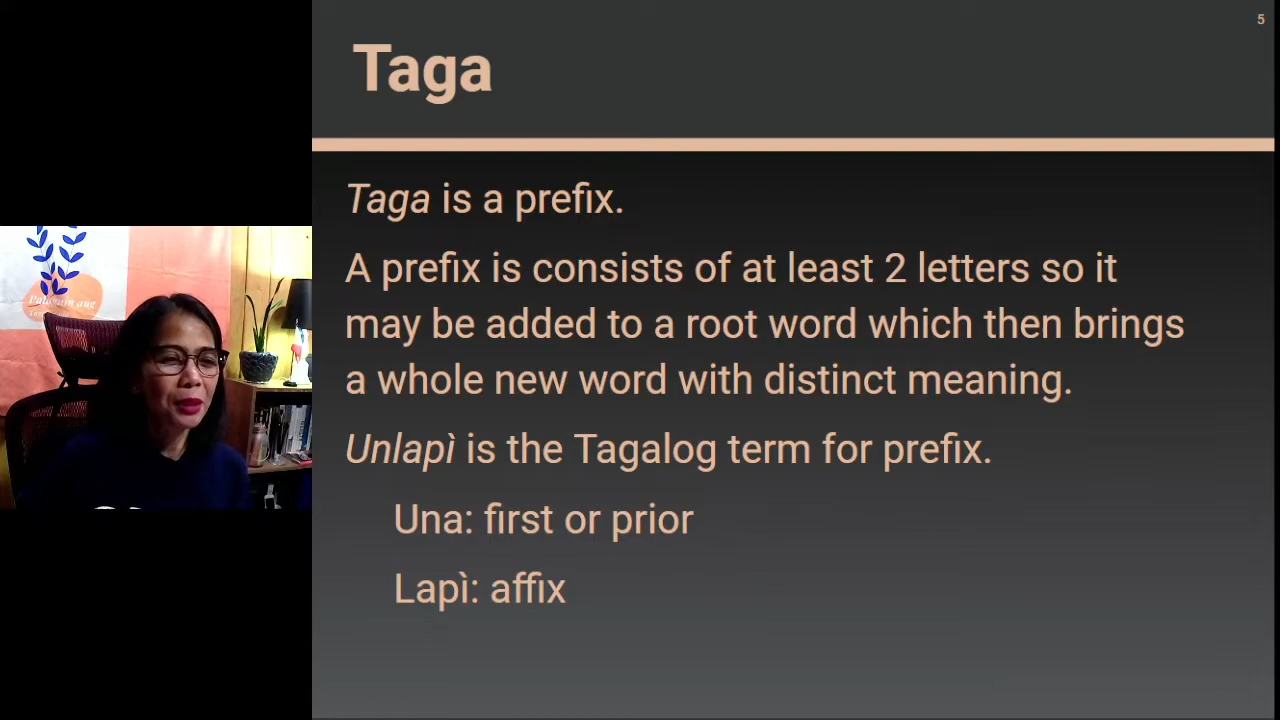 5
Taga
Taga is a prefix.
A prefix is consists of at least 2 letters so it
may be added to a root word which then brings
a whole new word with distinct meaning.
Unlapì is the Tagalog term for prefix.
Una: first or prior
Lapì: affix